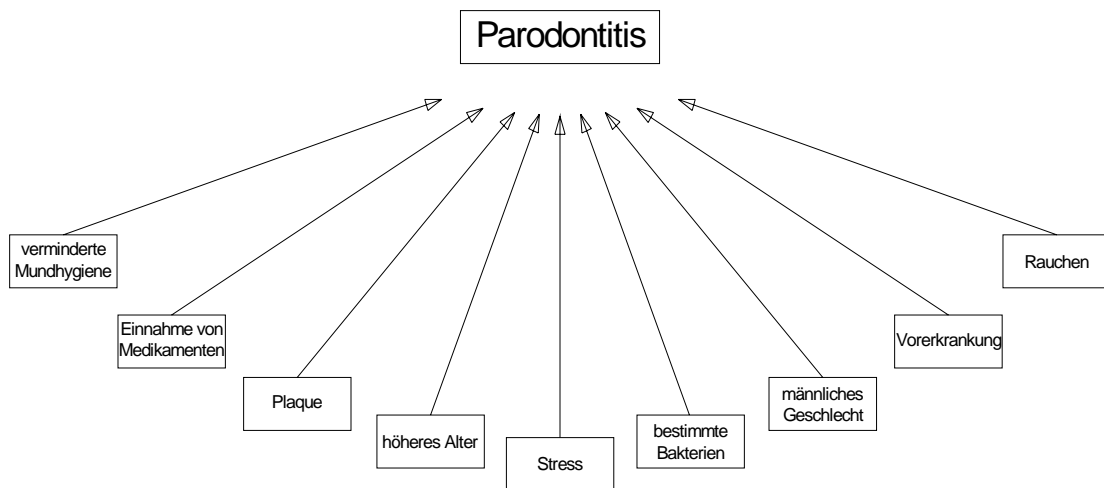 Parodontitis
verminderte
Mundhygiene
Einnahme von
Medikamenten
Plaque
höheres Alter
Stress
bestimmte
Bakterien
männliches
Geschlecht
Vorerkrankung
Rauchen